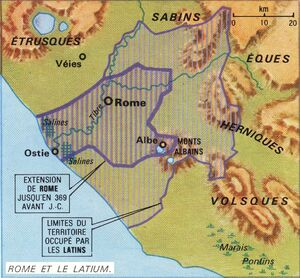 km
0 10 20
SABINS
ÉTRUSQUES
Véies
ÈQUES
Tibre
Rome
Salines
Albe
MONTS
ALBAINS
HERNIQUES
Ostie
Salines
EXTENSION
DE ROME
JUSQU'EN 369
AVANT J.-C.
VOLSQUES
LIMITES DU
TERRITOIRE
OCCUPÉ PAR
LES LATINS
Marais
Pontins
ROME ET LE LATIUM.